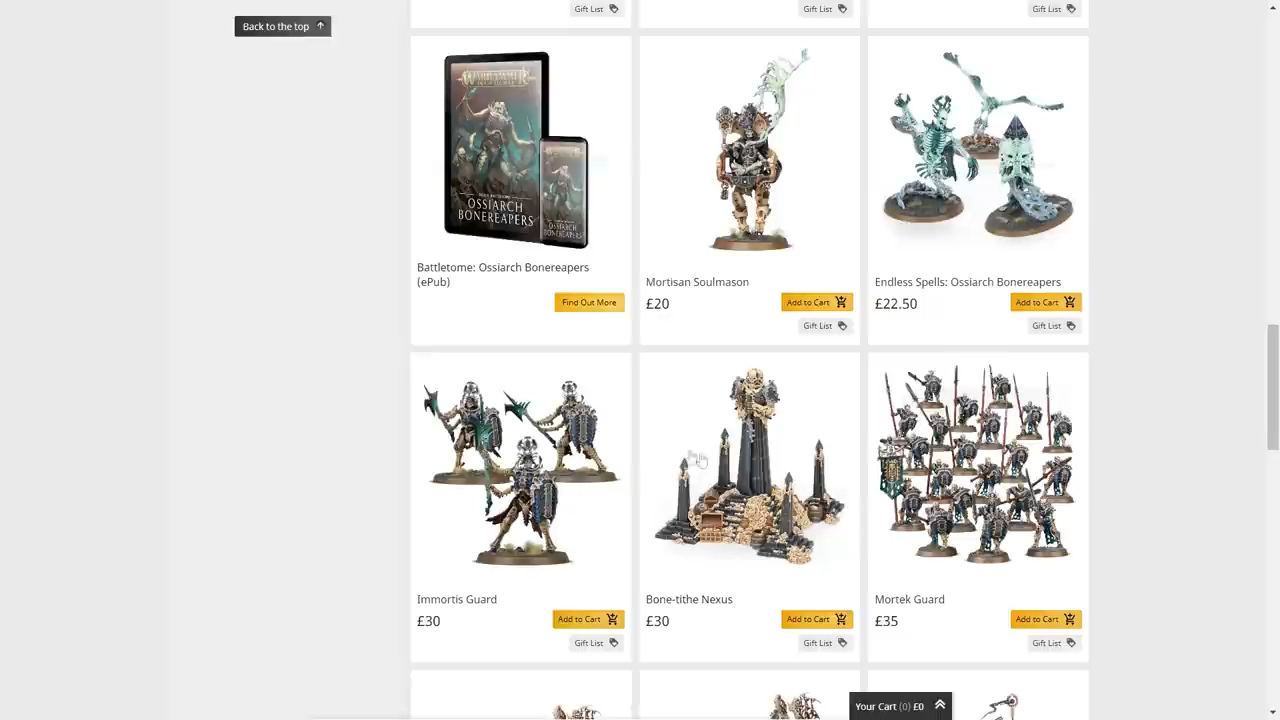 Gift List
Gift List
Gift List
Back to the top
WARHAMMER
OSSIARCH
BONEREAPERS
OSSIARCH
BONEREAPERS
Battletome: Ossiarch Bonereapers
(ePub)
Find Out More
Mortisan Soulmason
£20
Add to Cart
Gift List
Endless Spells: Ossiarch Bonereapers
£22.50
Add to Cart
Gift List
Immortis Guard
£30
Add to Cart
Gift List
Bone-tithe Nexus
£30
Add to Cart
Gift List
Mortek Guard
£35
Add to Cart
Gift List
Your Cart (0) £0